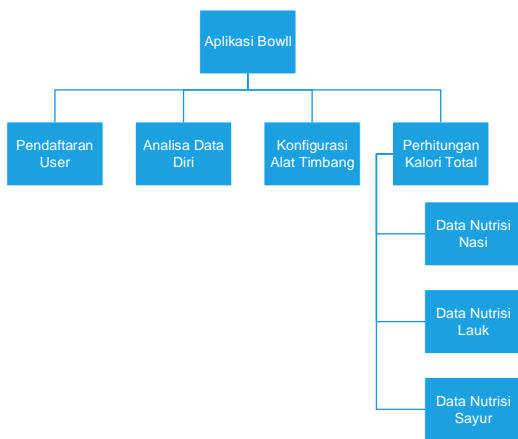 Aplikasi Bowll
Pendaftaran
User
Analisa Data
Diri
Konfigurasi
Alat Timbang
Perhitungan
Kalori Total
Data Nutrisi
Nasi
Data Nutrisi
Lauk
Data Nutrisi
Sayur